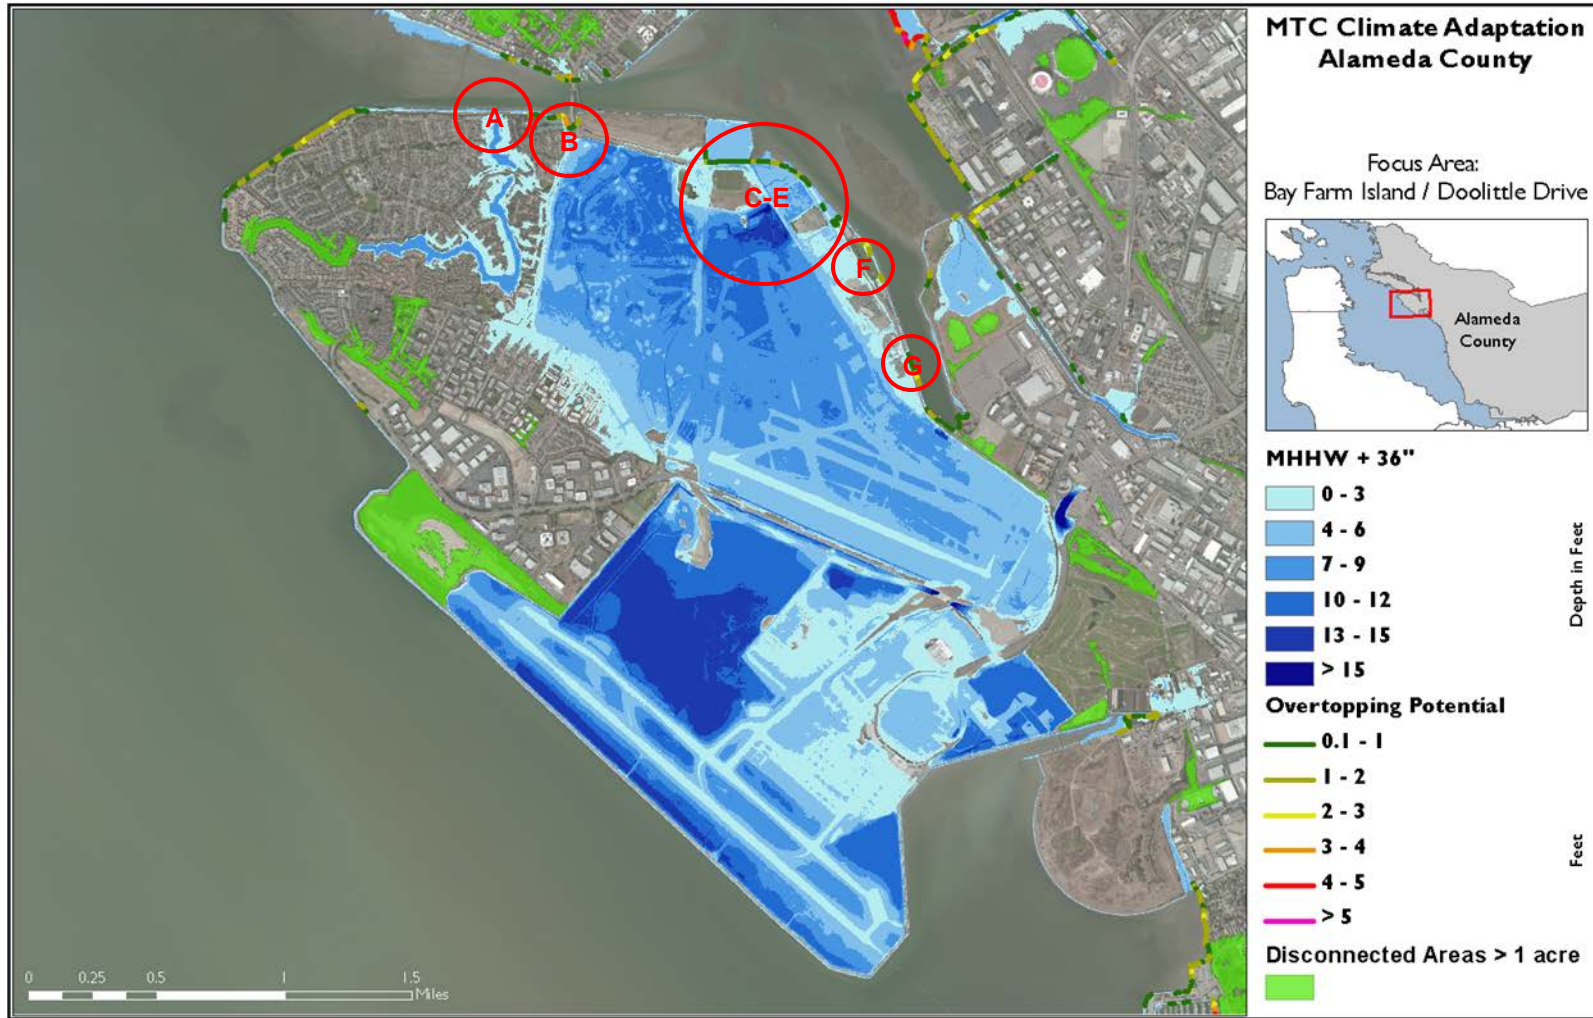 MTC Climate Adaptation
Alameda County
Focus Area:
Bay Farm Island / Doolittle Drive
Alameda
County
MHHW + 36"
0 - 3
4 - 6
7 - 9
10 - 12
13 - 15
> 15
Depth in Feet
Overtopping Potential
0.1 - 1
1 - 2
2 - 3
3 - 4
4 - 5
> 5
Feet
Disconnected Areas > 1 acre
A
B
C-E
F
G
0 0.25 0.5 1 1.5
Miles